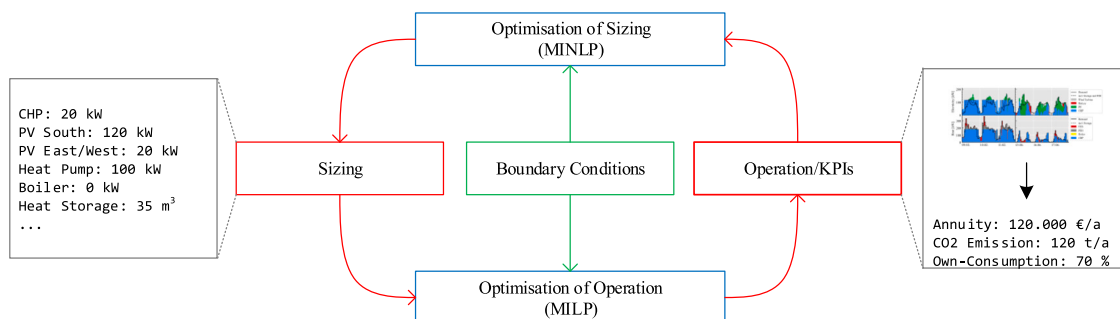 Optimisation of Sizing
(MINLP)
CHP: 20 kW
PV South: 120 kW
PV East/West: 20 kW
Heat Pump: 100 kW
Boiler: 0 kW
Heat Storage: 35 m³
...
Sizing
Boundary Conditions
Operation/KPIs
Annuity: 120.000 €/a
CO2 Emission: 120 t/a
Own-Consumption: 70 %
Optimisation of Operation
(MILP)